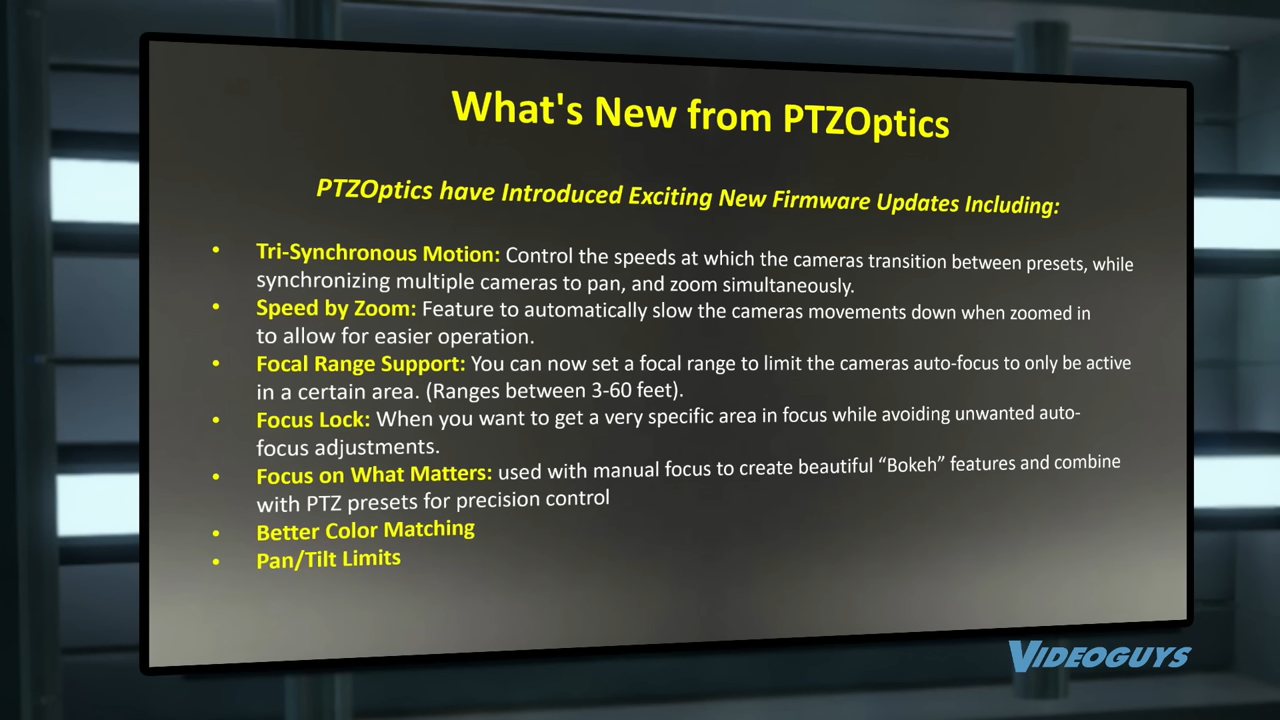 What's New from PTZOptics
PTZOptics have Introduced Exciting New Firmware Updates Including:
• Tri-Synchronous Motion: Control the speeds at which the cameras transition between presets, while
synchronizing multiple cameras to pan, and zoom simultaneously.
• Speed by Zoom: Feature to automatically slow the cameras movements down when zoomed in
to allow for easier operation.
• Focal Range Support: You can now set a focal range to limit the cameras auto-focus to only be active
in a certain area. (Ranges between 3-60 feet).
• Focus Lock: When you want to get a very specific area in focus while avoiding unwanted auto-
focus adjustments.
• Focus on What Matters: used with manual focus to create beautiful “Bokeh” features and combine
with PTZ presets for precision control
• Better Color Matching
• Pan/Tilt Limits
VIDEOGUYS